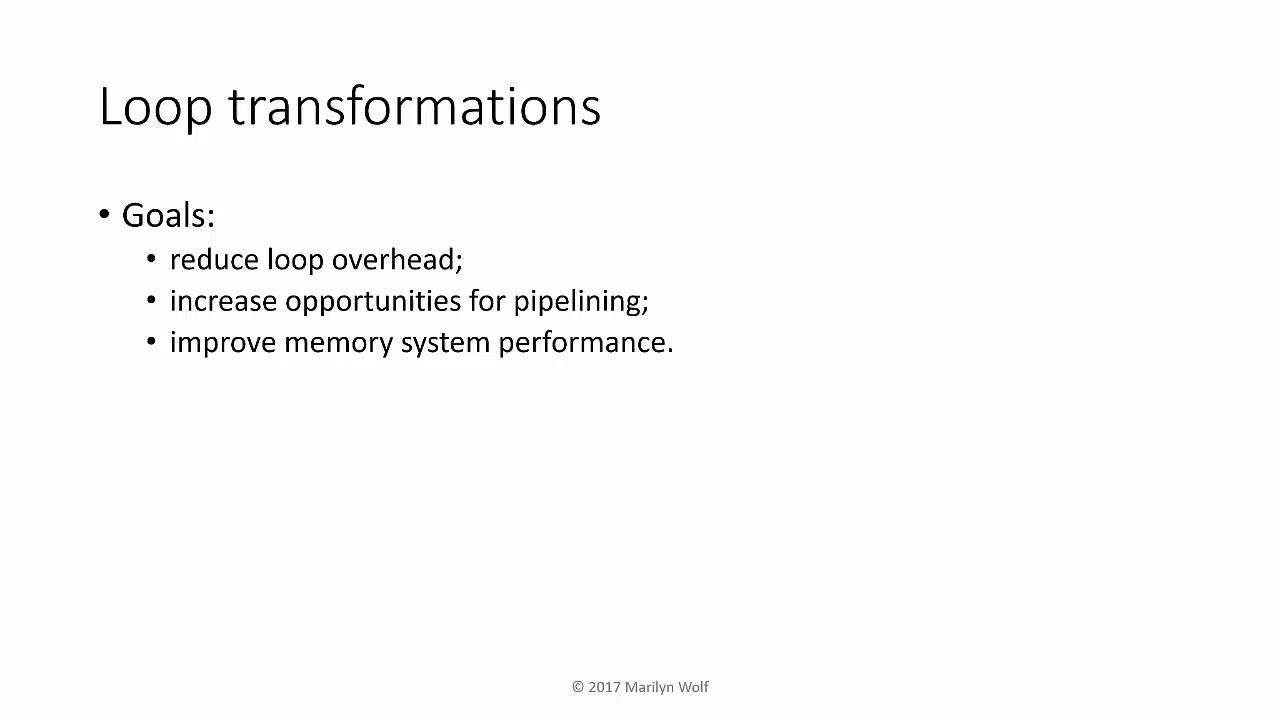 Loop transformations
• Goals:
• reduce loop overhead;
• increase opportunities for pipelining;
• improve memory system performance.
© 2017 Marilyn Wolf